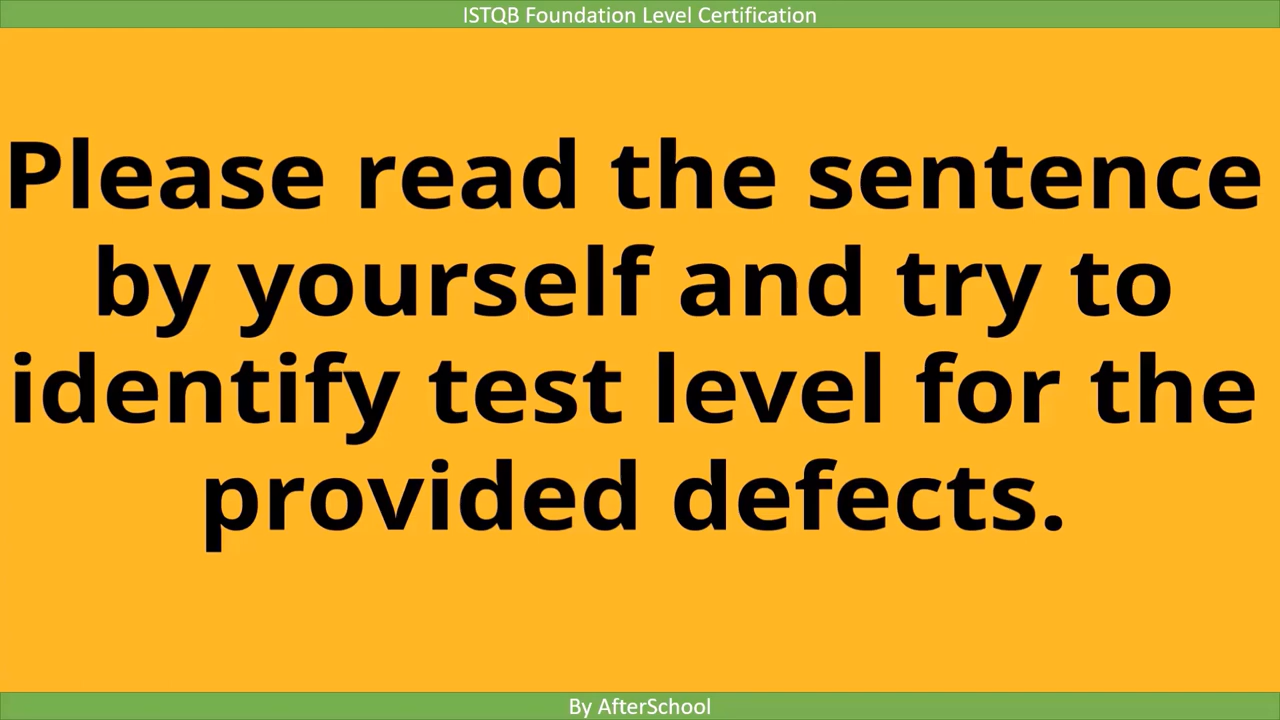 ISTQB Foundation Level Certification
Please read the sentence
by yourself and try to
identify test level for the
provided defects.
By AfterSchool